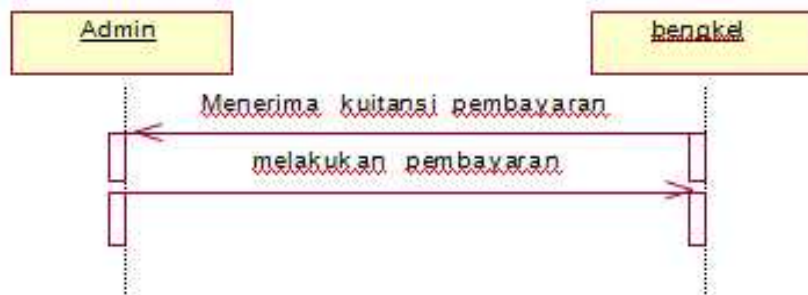 Admin
bengkel
Menerima kuitansi pembayaran
melakukan pembayaran